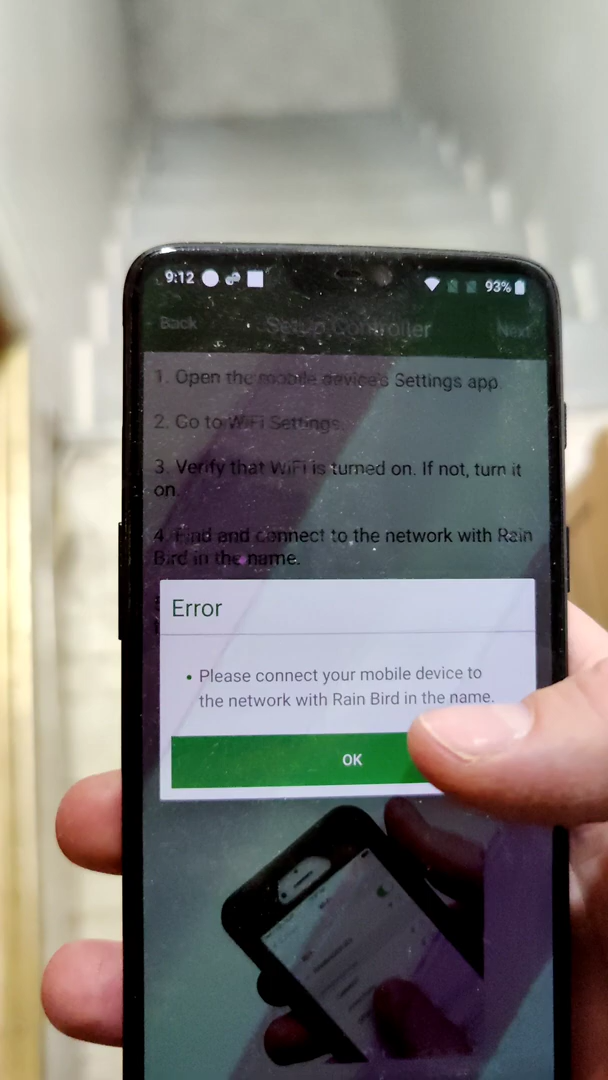 9:12
93%
Back
Setup Controller
Next
1. Open the mobile device's Settings app.
2. Go to WiFi Settings.
3. Verify that WiFi is turned on. If not, turn it
on.
4. Find and connect to the network with Rain
Bird in the name.
Error
• Please connect your mobile device to
the network with Rain Bird in the name.
OK